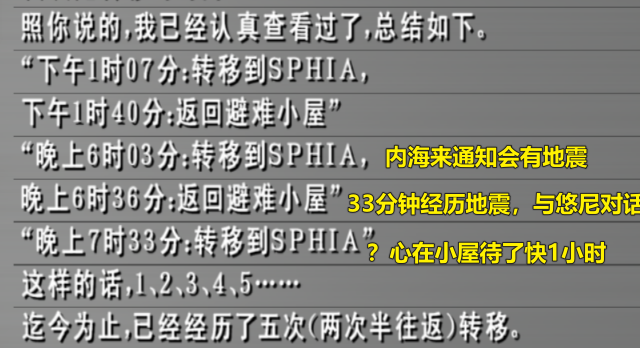 照你说的,我已经认真查看过了,总结如下。
“下午1时07分:转移到SPHIA,
下午1时40分:返回避难小屋”
“晚上6时03分:转移到SPHIA, 内海来通知会有地震
晚上6时36分:返回避难小屋” 33分钟经历地震，与悠尼对话
“晚上7时33分:转移到SPHIA” ？心在小屋待了快1小时
这样的话,1、2、3、4、5……
迄今为止,已经经历了五次(两次半往返)转移。